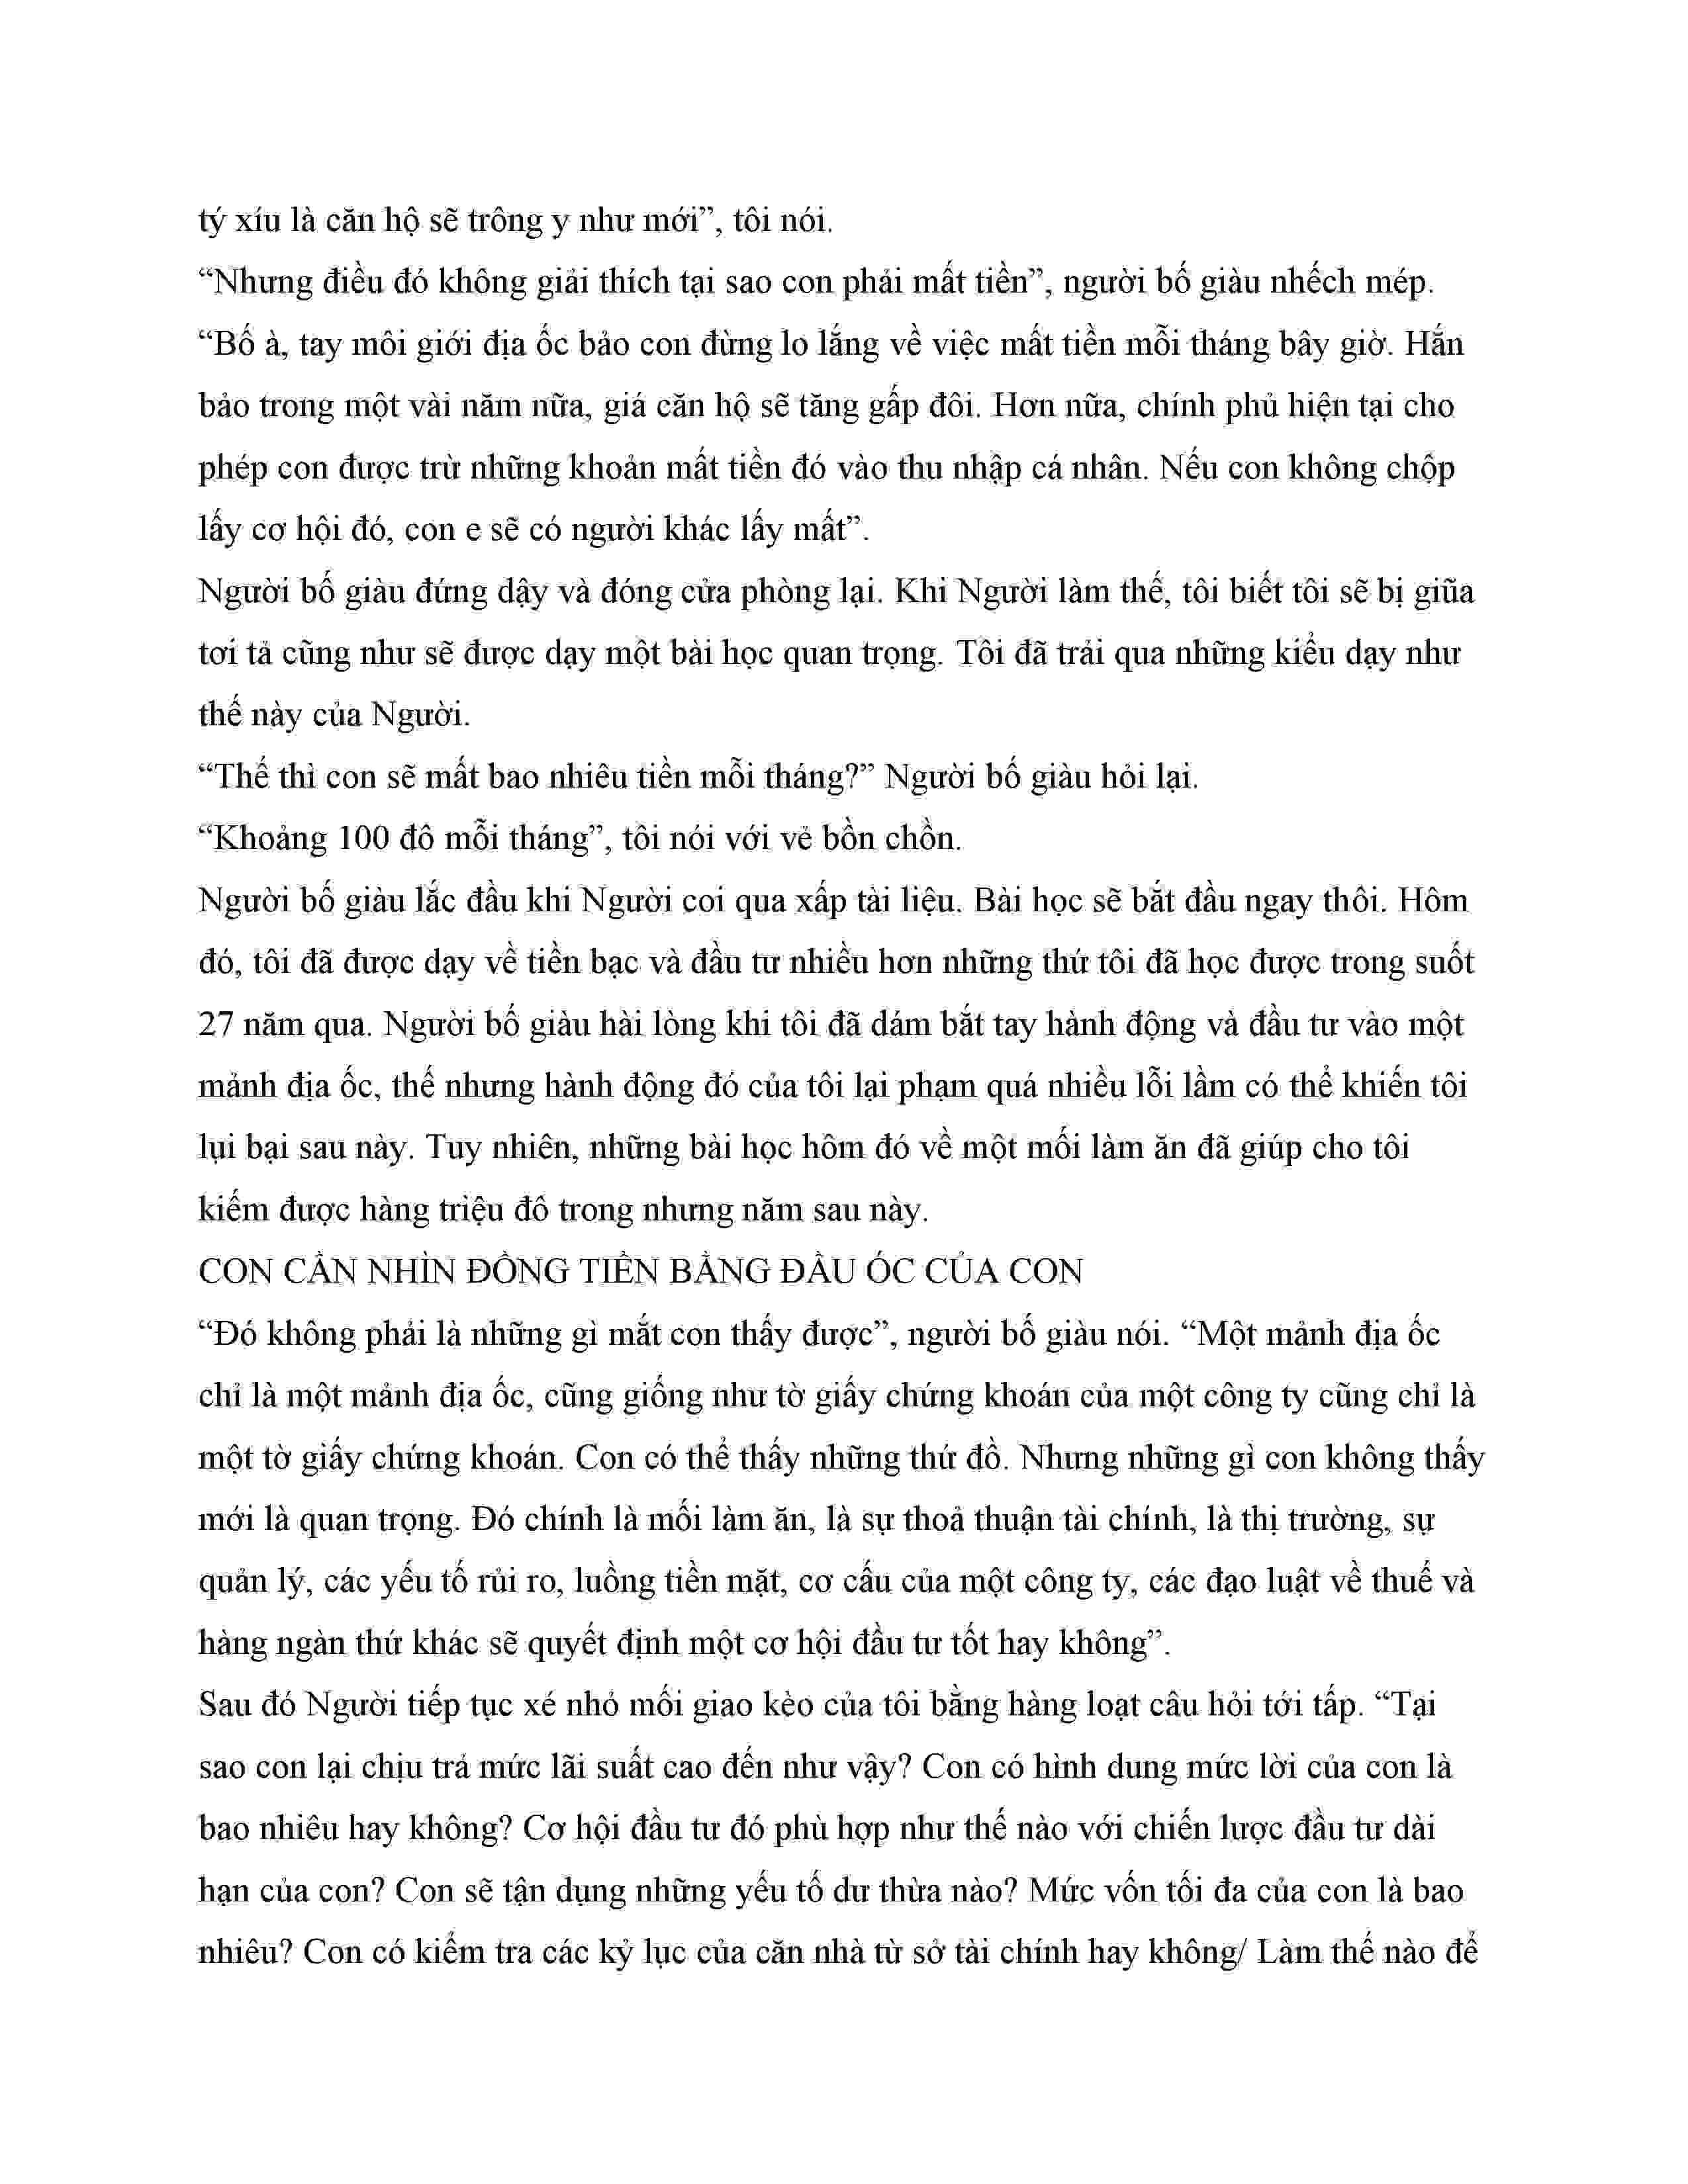 tý xíu là căn hộ sẽ trông y như mới”, tôi nói.
“Nhưng điều đó không giải thích tại sao con phải mất tiền”, người bố giàu nhếch mép.
“Bố à, tay môi giới địa ốc bảo con đừng lo lắng về việc mất tiền mỗi tháng bây giờ. Hắn
bảo trong một vài năm nữa, giá căn hộ sẽ tăng gấp đôi. Hơn nữa, chính phủ hiện tại cho
phép con được trừ những khoản mất tiền đó vào thu nhập cá nhân. Nếu con không chộp
lấy cơ hội đó, con e sẽ có người khác lấy mất”.
Người bố giàu đứng dậy và đóng cửa phòng lại. Khi Người làm thế, tôi biết tôi sẽ bị giũa
tơi tả cũng như sẽ được dạy một bài học quan trọng. Tôi đã trải qua những kiểu dạy như
thế này của Người.
“Thế thì con sẽ mất bao nhiêu tiền mỗi tháng?” Người bố giàu hỏi lại.
“Khoảng 100 đô mỗi tháng”, tôi nói với vẻ bồn chồn.
Người bố giàu lắc đầu khi Người coi qua xấp tài liệu. Bài học sẽ bắt đầu ngay thôi. Hôm
đó, tôi đã được dạy về tiền bạc và đầu tư nhiều hơn những thứ tôi đã học được trong suốt
27 năm qua. Người bố giàu hài lòng khi tôi đã dám bắt tay hành động và đầu tư vào một
mảnh địa ốc, thế nhưng hành động đó của tôi lại phạm quá nhiều lỗi lầm có thể khiến tôi
lụi bại sau này. Tuy nhiên, những bài học hôm đó về một mối làm ăn đã giúp cho tôi
kiếm được hàng triệu đô trong nhưng năm sau này.
CON CẦN NHÌN ĐỒNG TIỀN BẰNG ĐẦU ÓC CỦA CON
“Đó không phải là những gì mắt con thấy được”, người bố giàu nói. “Một mảnh địa ốc
chỉ là một mảnh địa ốc, cũng giống như tờ giấy chứng khoán của một công ty cũng chỉ là
một tờ giấy chứng khoán. Con có thể thấy những thứ đồ. Nhưng những gì con không thấy
mới là quan trọng. Đó chính là mối làm ăn, là sự thoả thuận tài chính, là thị trường, sự
quản lý, các yếu tố rủi ro, luồng tiền mặt, cơ cấu của một công ty, các đạo luật về thuế và
hàng ngàn thứ khác sẽ quyết định một cơ hội đầu tư tốt hay không”.
Sau đó Người tiếp tục xé nhỏ mối giao kèo của tôi bằng hàng loạt câu hỏi tới tấp. “Tại
sao con lại chịu trả mức lãi suất cao đến như vậy? Con có hình dung mức lời của con là
bao nhiêu hay không? Cơ hội đầu tư đó phù hợp như thế nào với chiến lược đầu tư dài
hạn của con? Con sẽ tận dụng những yếu tố dư thừa nào? Mức vốn tối đa của con là bao
nhiêu? Con có kiểm tra các kỷ lục của căn nhà từ sở tài chính hay không/ Làm thế nào để